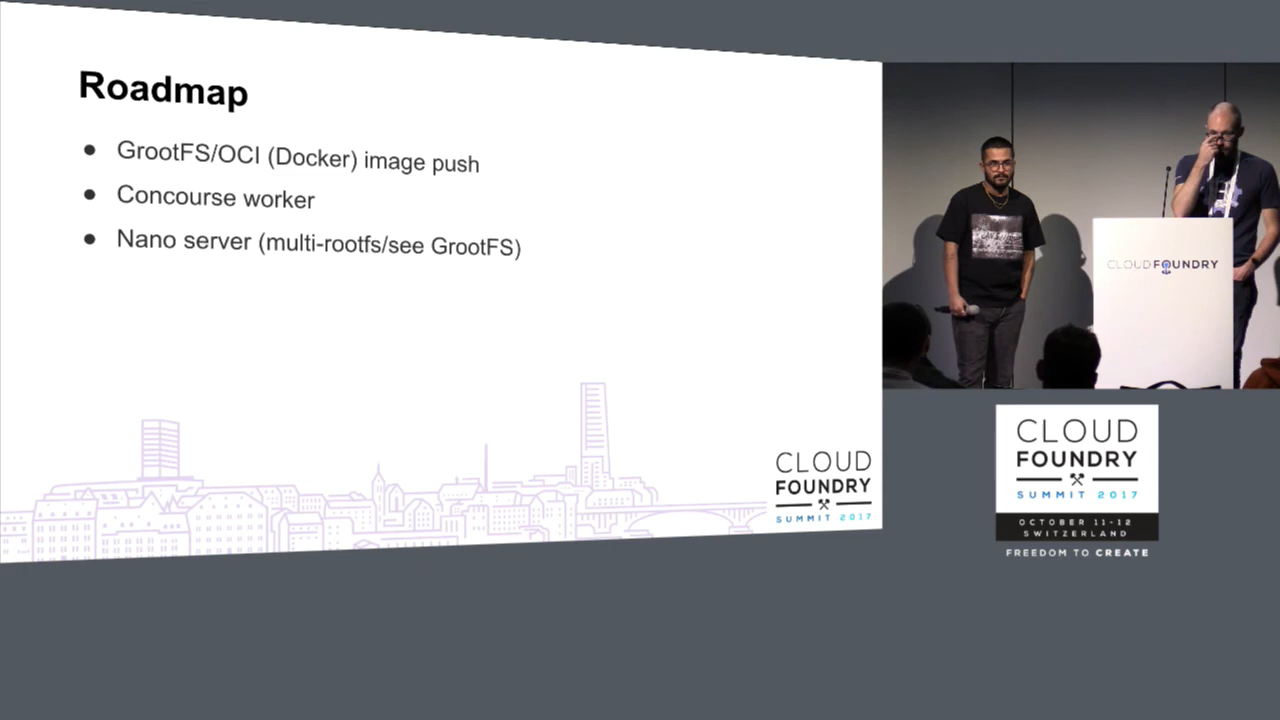 Roadmap
● GrootFS/OCI (Docker) image push
● Concourse worker
● Nano server (multi-rootfs/see GrootFS)
CLOUD
FOUNDRY
SUMMIT 2017
CLOUDFOUNDRY
CLOUD
FOUNDRY
SUMMIT 2017
OCTOBER 11-12
SWITZERLAND
FREEDOM TO CREATE